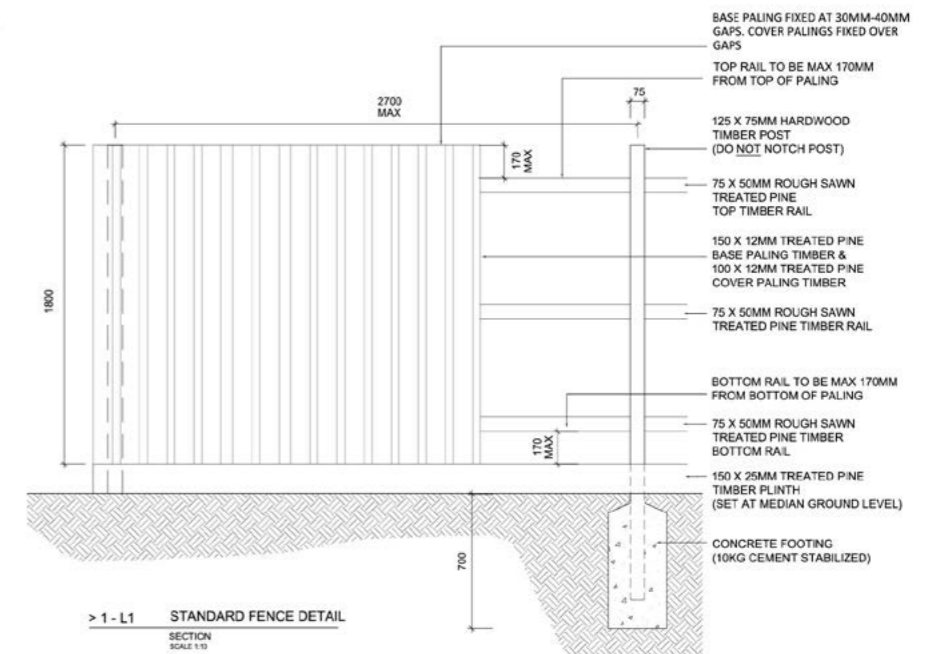 BASE PALING FIXED AT 30MM-40MM
GAPS. COVER PALINGS FIXED OVER
GAPS
TOP RAIL TO BE MAX 170MM
FROM TOP OF PALING
75
2700
MAX
125 X 75MM HARDWOOD
TIMBER POST
(DO NOT NOTCH POST)
170
MAX
75 X 50MM ROUGH SAWN
TREATED PINE
TOP TIMBER RAIL
150 X 12MM TREATED PINE
BASE PALING TIMBER &
100 X 12MM TREATED PINE
COVER PALING TIMBER
1800
75 X 50MM ROUGH SAWN
TREATED PINE TIMBER RAIL
BOTTOM RAIL TO BE MAX 170MM
FROM BOTTOM OF PALING
75 X 50MM ROUGH SAWN
TREATED PINE TIMBER
BOTTOM RAIL
170
MAX
150 X 25MM TREATED PINE
TIMBER PLINTH
(SET AT MEDIAN GROUND LEVEL)
700
CONCRETE FOOTING
(10KG CEMENT STABILIZED)
> 1 - L1 STANDARD FENCE DETAIL
SECTION
SCALE 1:10